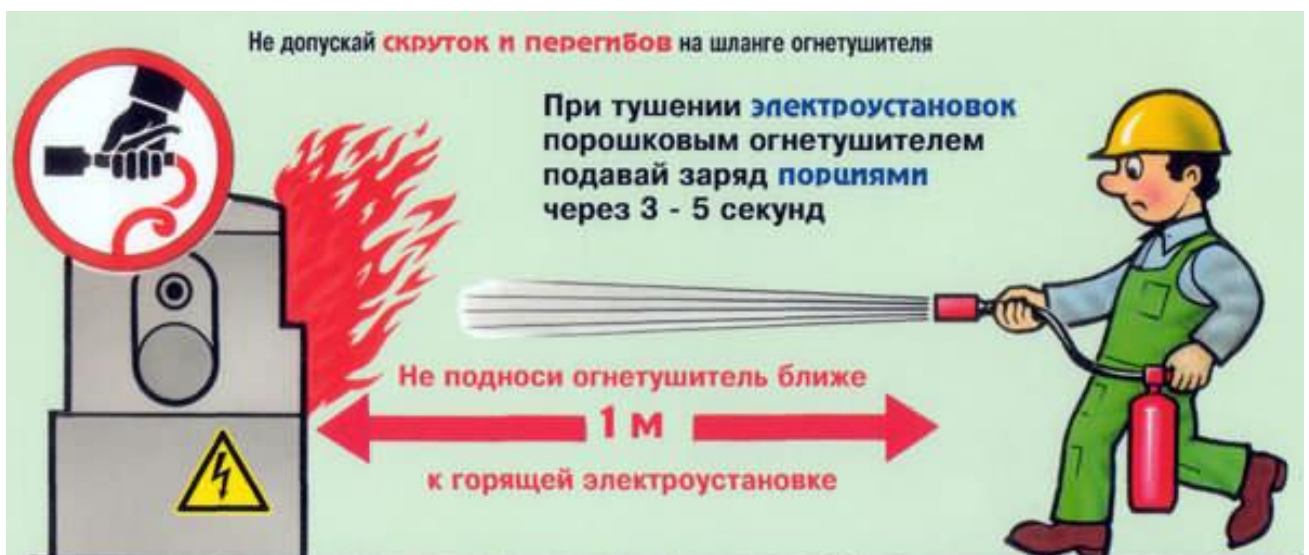 Не допускай скруток и перегибов на шланге огнетушителя
При тушении электроустановок
порошковым огнетушителем
подавай заряд порциями
через 3 - 5 секунд
Не подноси огнетушитель ближе
1 м
к горящей электроустановке